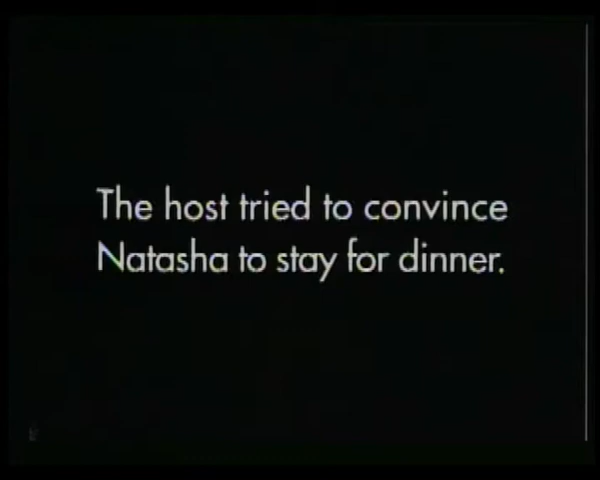 The host tried to convince
Natasha to stay for dinner.